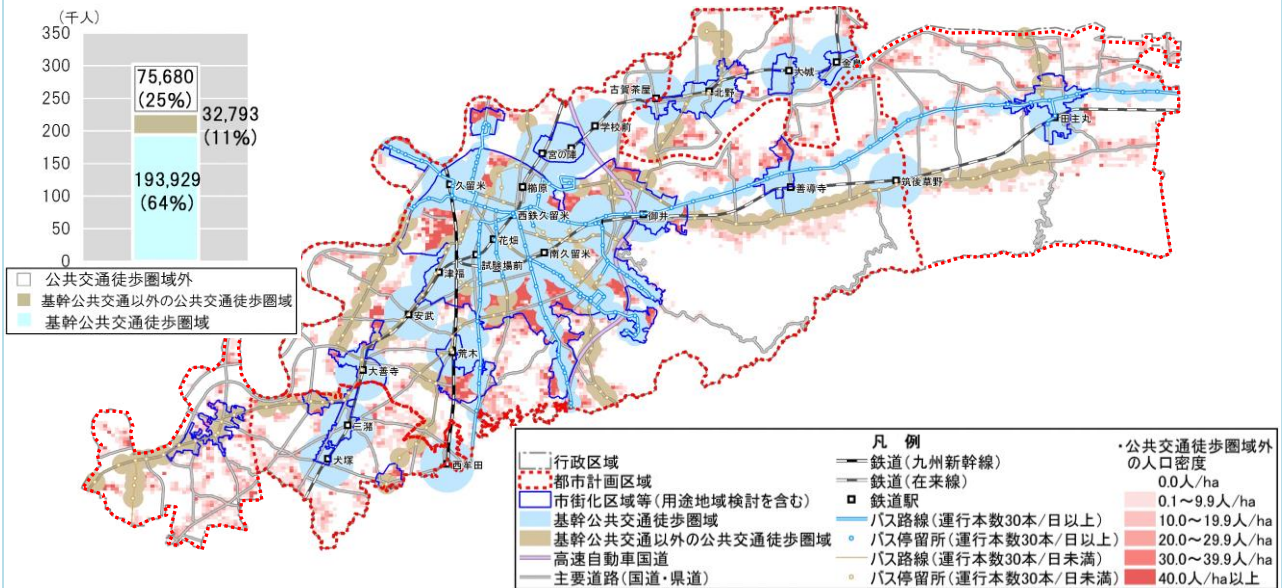 (千人)
350
300
250
200
150
100
50
0
75,680
(25%)
32,793
(11%)
193,929
(64%)
公共交通徒歩圏域外
基幹公共交通以外の公共交通徒歩圏域
基幹公共交通徒歩圏域
金島
大城
古賀茶屋
北野
学校前
宮の陣
田主丸
久留米
櫛原
善導寺
筑後草野
西鉄久留米
御井
花畑
試験場前
南久留米
津福
安武
荒木
大善寺
三潴
犬塚
西牟田
凡 例
行政区域
都市計画区域
市街化区域等(用途地域検討を含む)
基幹公共交通徒歩圏域
基幹公共交通以外の公共交通徒歩圏域
高速自動車国道
主要道路(国道・県道)
鉄道(九州新幹線)
鉄道(在来線)
鉄道駅
バス路線(運行本数30本/日以上)
バス停留所(運行本数30本/日以上)
バス路線(運行本数30本/日未満)
バス停留所(運行本数30本/日未満)
・公共交通徒歩圏域外
の人口密度
0.0人/ha
0.1～9.9人/ha
10.0～19.9人/ha
20.0～29.9人/ha
30.0～39.9人/ha
40.0人/ha以上